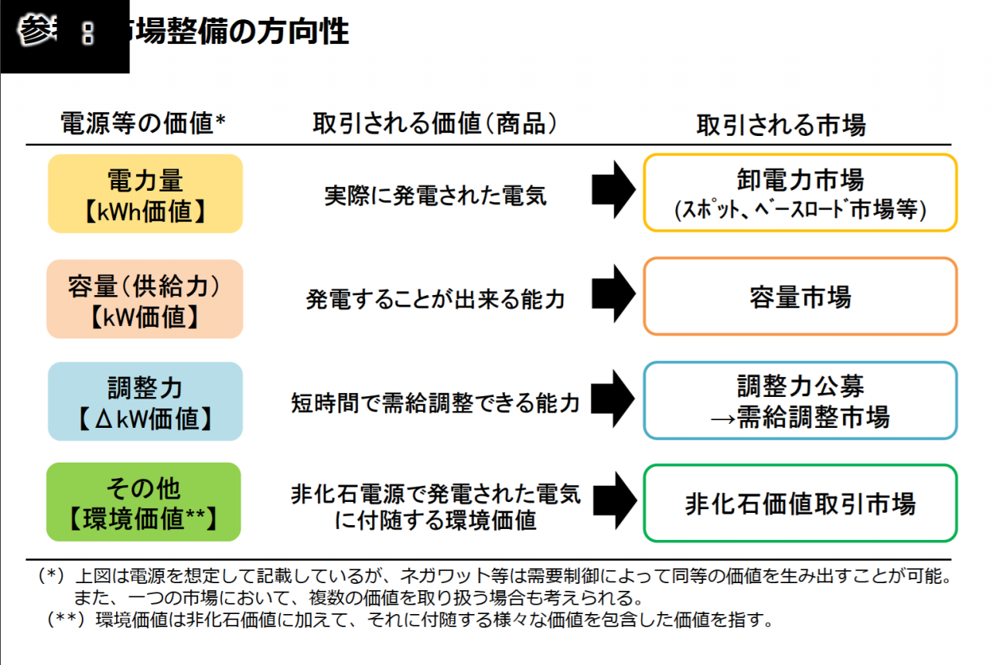 参考：市場整備の方向性
電源等の価値*
取引される価値（商品）
取引される市場
電力量
【kWh価値】
実際に発電された電気
卸電力市場
(ｽﾎﾟｯﾄ、ﾍﾞｰｽﾛｰﾄﾞ市場等)
容量（供給力）
【kW価値】
発電することが出来る能力
容量市場
調整力
【ΔkW価値】
短時間で需給調整できる能力
調整力公募
→需給調整市場
その他
【環境価値**】
非化石電源で発電された電気
に付随する環境価値
非化石価値取引市場
（*）上図は電源を想定して記載しているが、ネガワット等は需要制御によって同等の価値を生み出すことが可能。
また、一つの市場において、複数の価値を取り扱う場合も考えられる。
（**）環境価値は非化石価値に加えて、それに付随する様々な価値を包含した価値を指す。